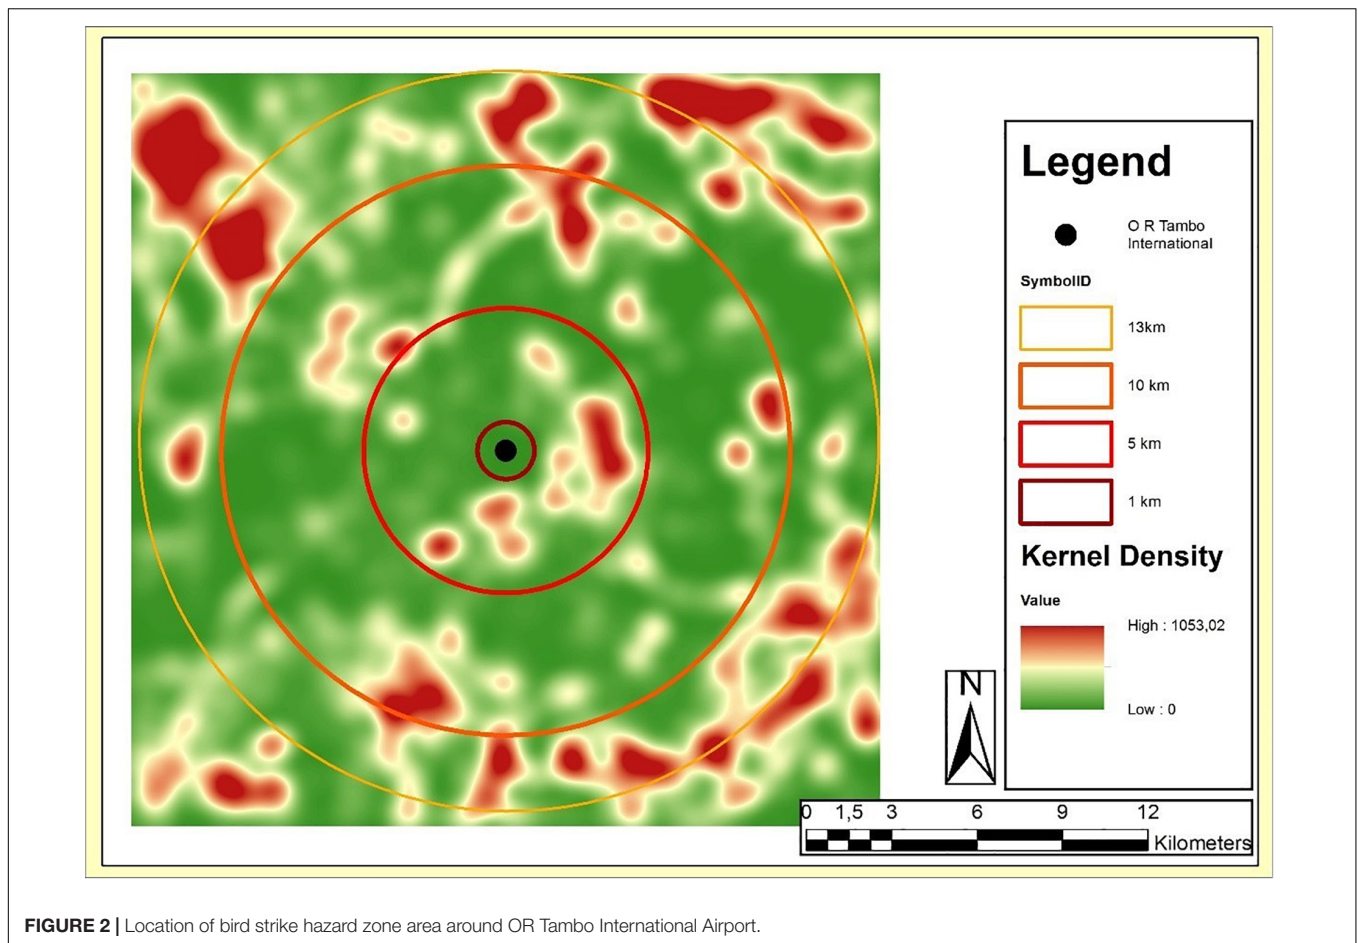 Legend
O R Tambo
International
SymbolID
13km
10 km
5 km
1 km
Kernel Density
Value
High : 1053,02
Low : 0
N
0 1,5 3 6 9 12
Kilometers
FIGURE 2 | Location of bird strike hazard zone area around OR Tambo International Airport.